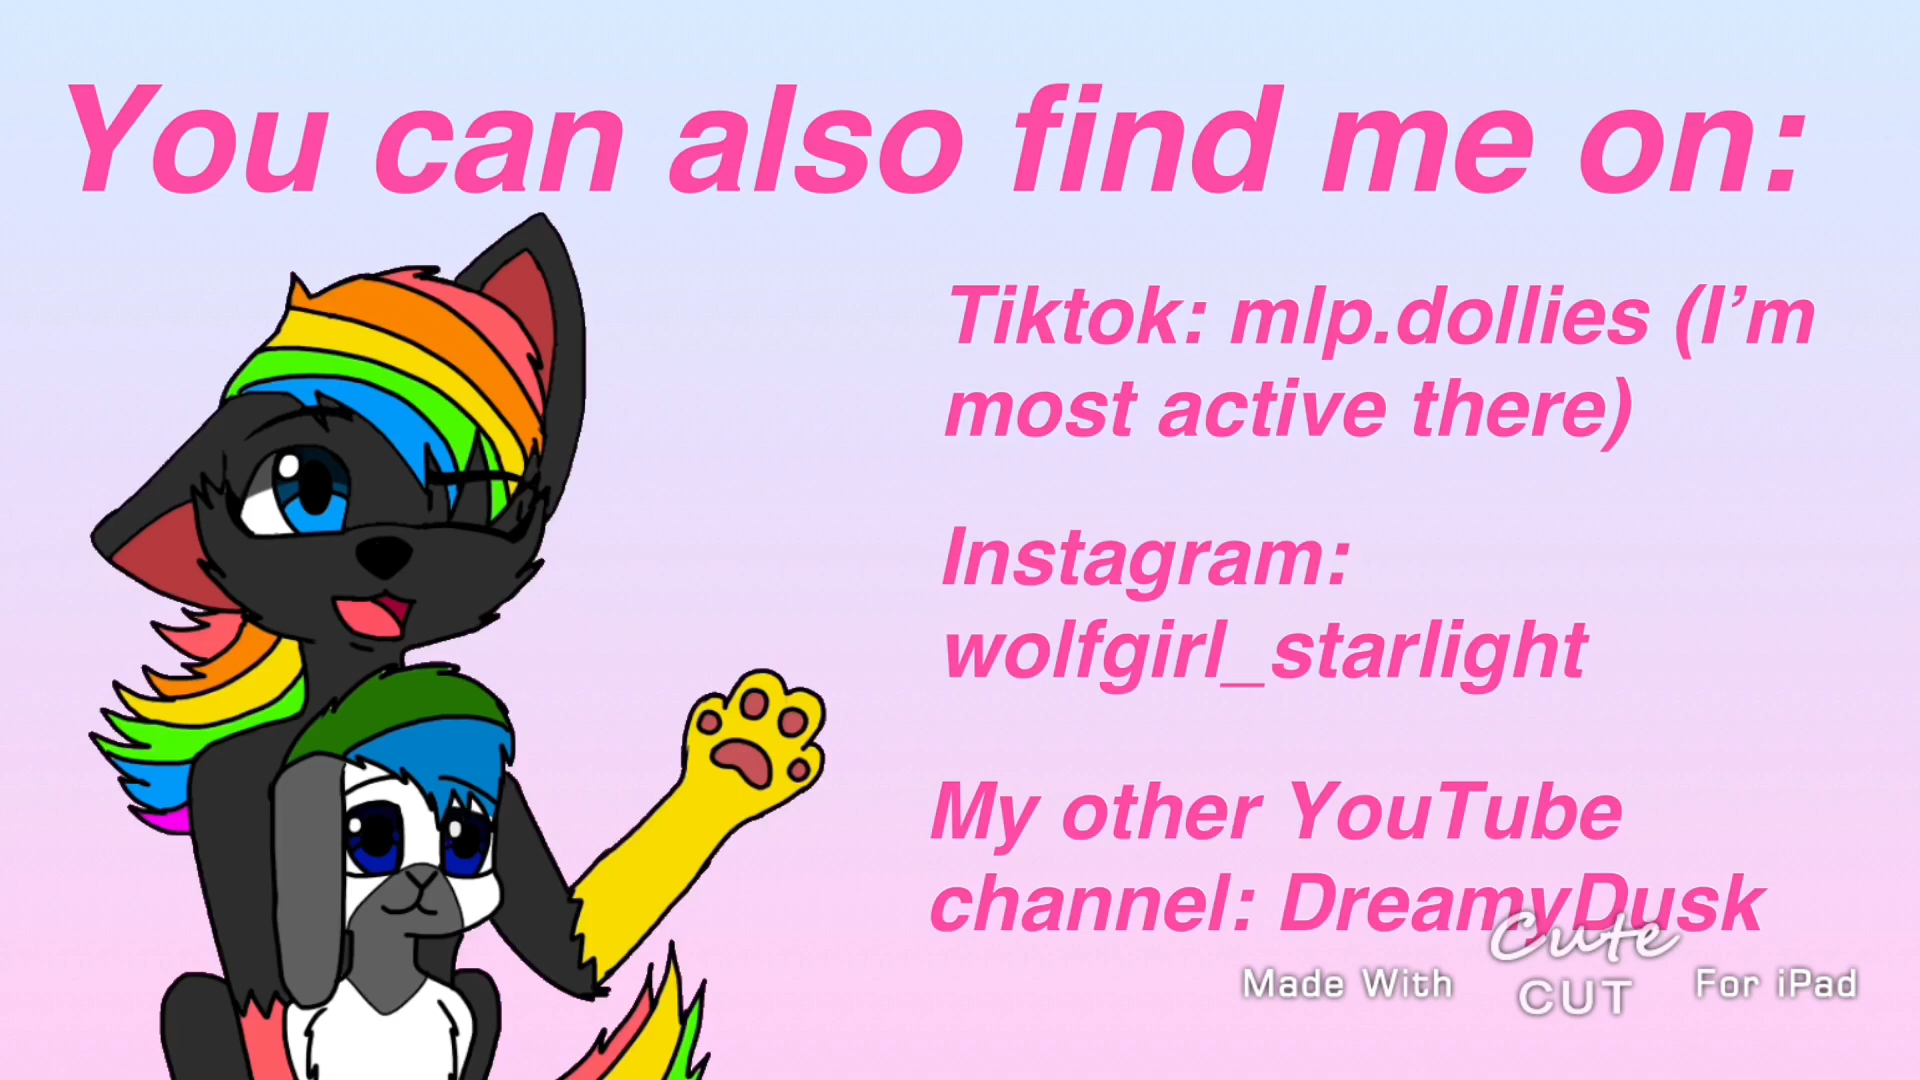 You can also find me on:
Tiktok: mlp.dollies (I’m
most active there)
Instagram:
wolfgirl_starlight
My other YouTube
channel: DreamyDusk
Made With Cute CUT For iPad